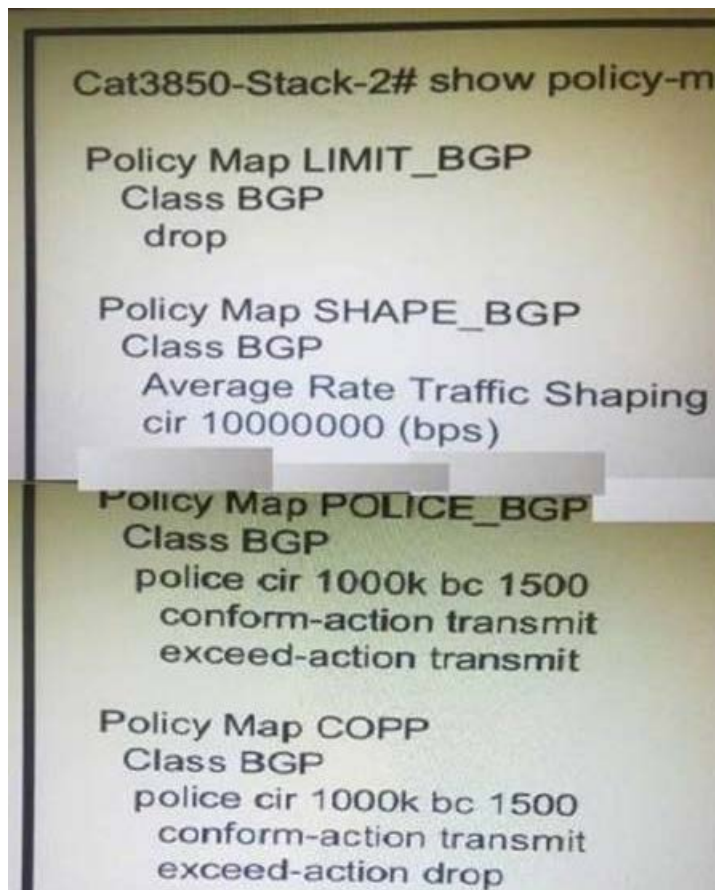 Cat3850-Stack-2# show policy-m
Policy Map LIMIT_BGP
Class BGP
drop
Policy Map SHAPE_BGP
Class BGP
Average Rate Traffic Shaping
cir 10000000 (bps)
Policy Map POLICE_BGP
Class BGP
police cir 1000k bc 1500
conform-action transmit
exceed-action transmit
Policy Map COPP
Class BGP
police cir 1000k bc 1500
conform-action transmit
exceed-action drop